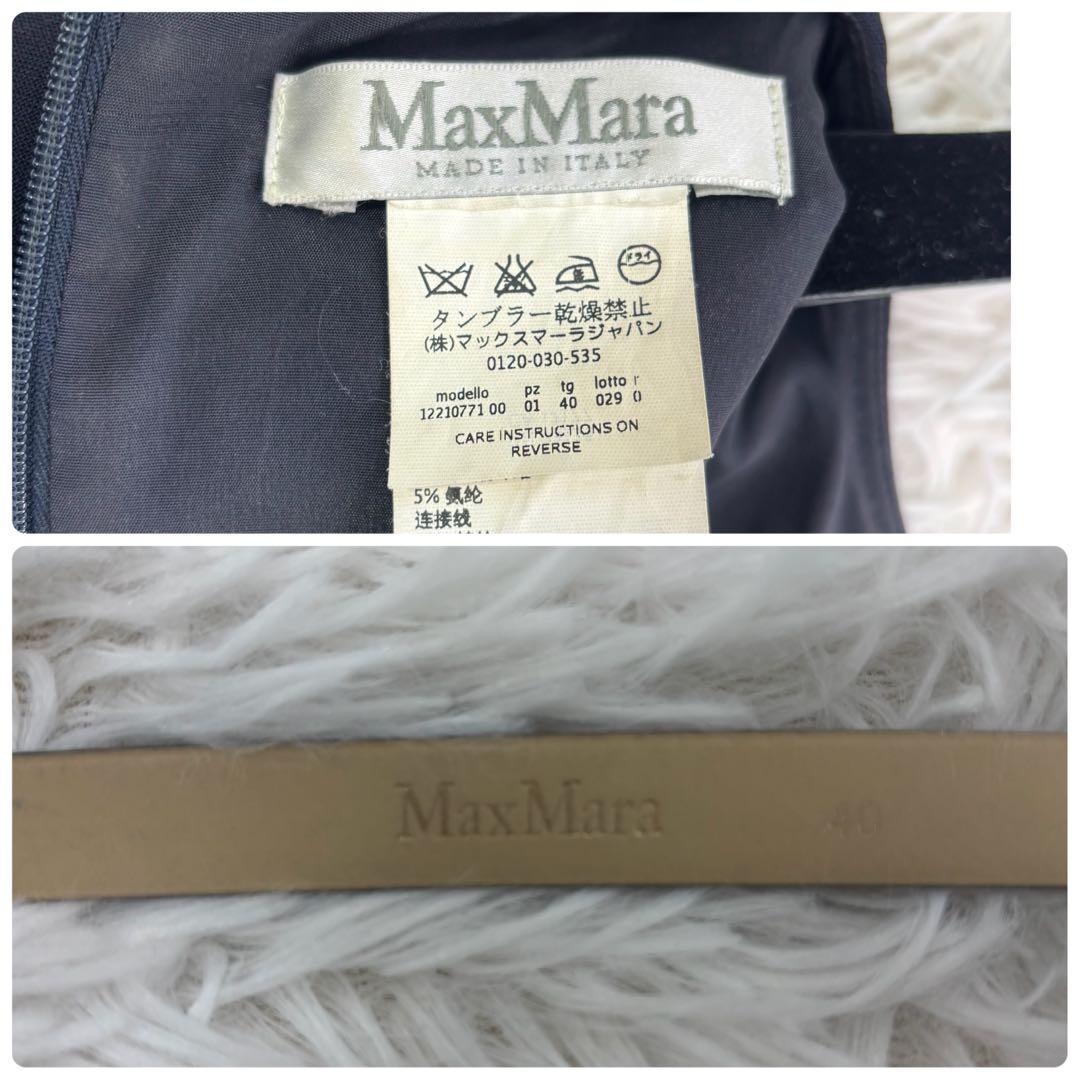 MaxMara
MADE IN ITALY
ドライ
タンブラー乾燥禁止
(株)マックスマーラジャパン
0120-030-535
modello pz tg lotto r
12210771 00 01 40 029 0
CARE INSTRUCTIONS ON
REVERSE
5% 氨纶
连接线
MaxMara 40